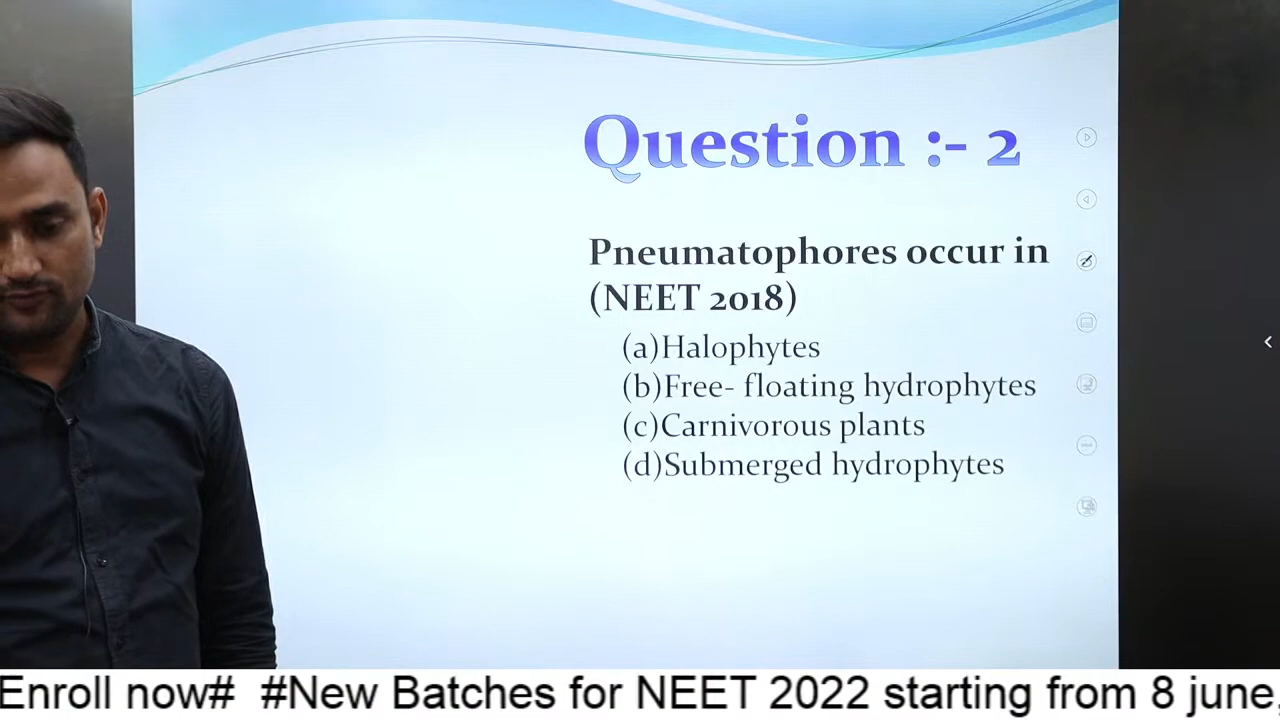 Question :- 2
Pneumatophores occur in
(NEET 2018)
(a)Halophytes
(b)Free- floating hydrophytes
(c)Carnivorous plants
(d)Submerged hydrophytes
Enroll now# #New Batches for NEET 2022 starting from 8 june,